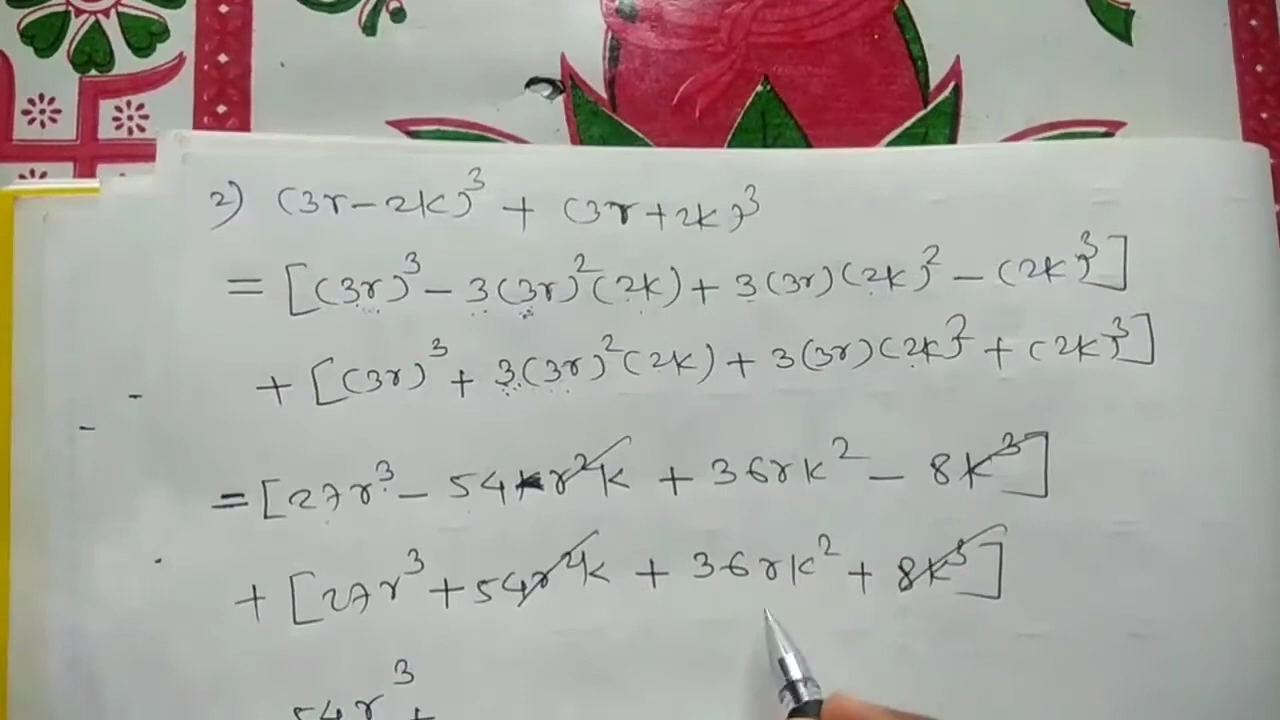 2) (3r-2k)³ + (3r+2k)³
= [(3r)³ - 3(3r)²(2k) + 3(3r)(2k)² - (2k)³]
+ [(3r)³ + 3(3r)²(2k) + 3(3r)(2k)² + (2k)³]
= [27r³ - 54r²k + 36rk² - 8k³]
+ [27r³ + 54r²k + 36rk² + 8k³]
54r³ +